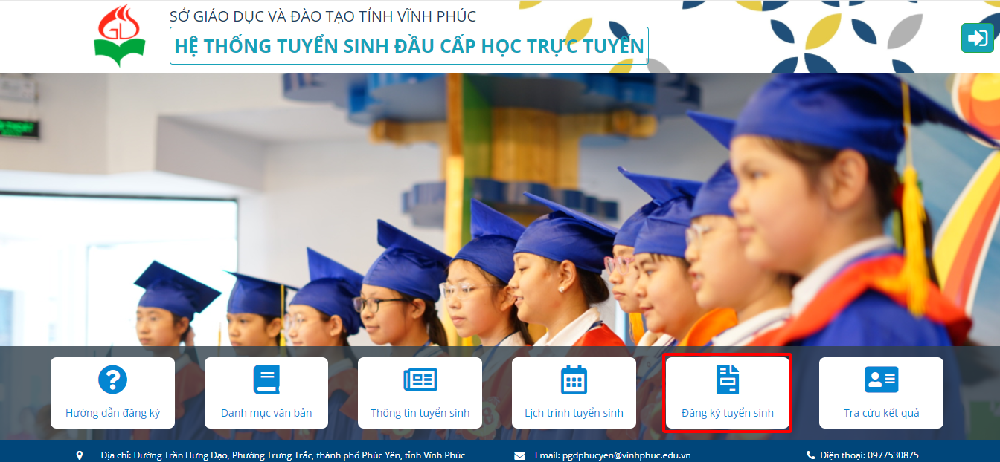 SỞ GIÁO DỤC VÀ ĐÀO TẠO TỈNH VĨNH PHÚC
HỆ THỐNG TUYỂN SINH ĐẦU CẤP HỌC TRỰC TUYẾN
GD
Hướng dẫn đăng ký
Danh mục văn bản
Thông tin tuyển sinh
Lịch trình tuyển sinh
Đăng ký tuyển sinh
Tra cứu kết quả
Địa chỉ: Đường Trần Hưng Đạo, Phường Trưng Trắc, thành phố Phúc Yên, tỉnh Vĩnh Phúc
Email: pgdphucyen@vinhphuc.edu.vn
Điện thoại: 0977530875